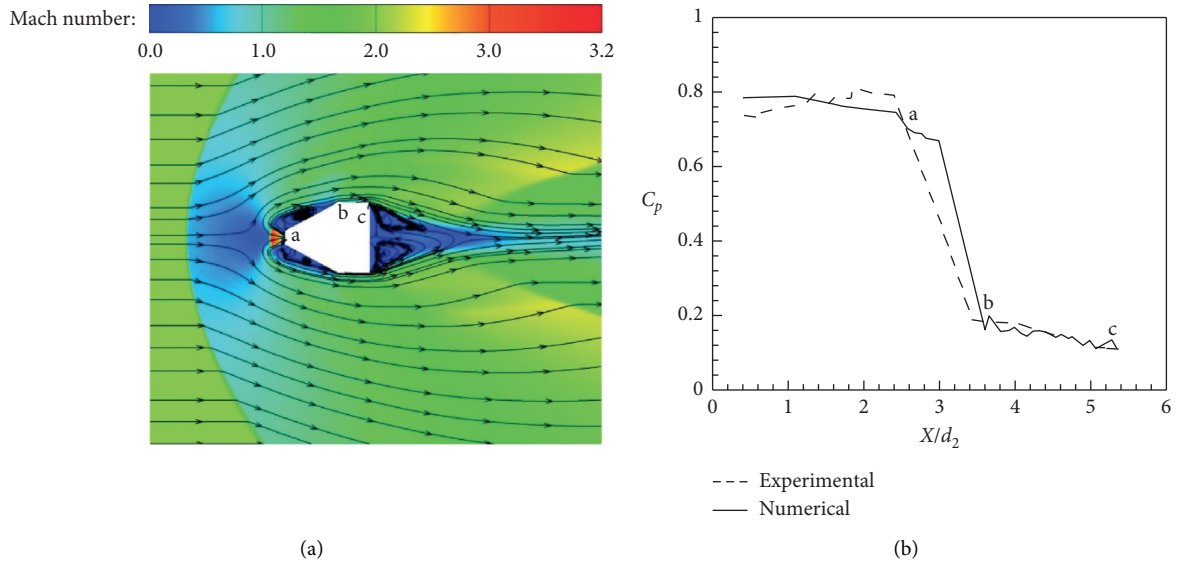 Mach number:
0.0 1.0 2.0 3.0 3.2
a
b
c
(a)
1
0.8
0.6
0.4
0.2
0
C_p
a
b
c
0 1 2 3 4 5 6
X/d_2
Experimental
Numerical
(b)